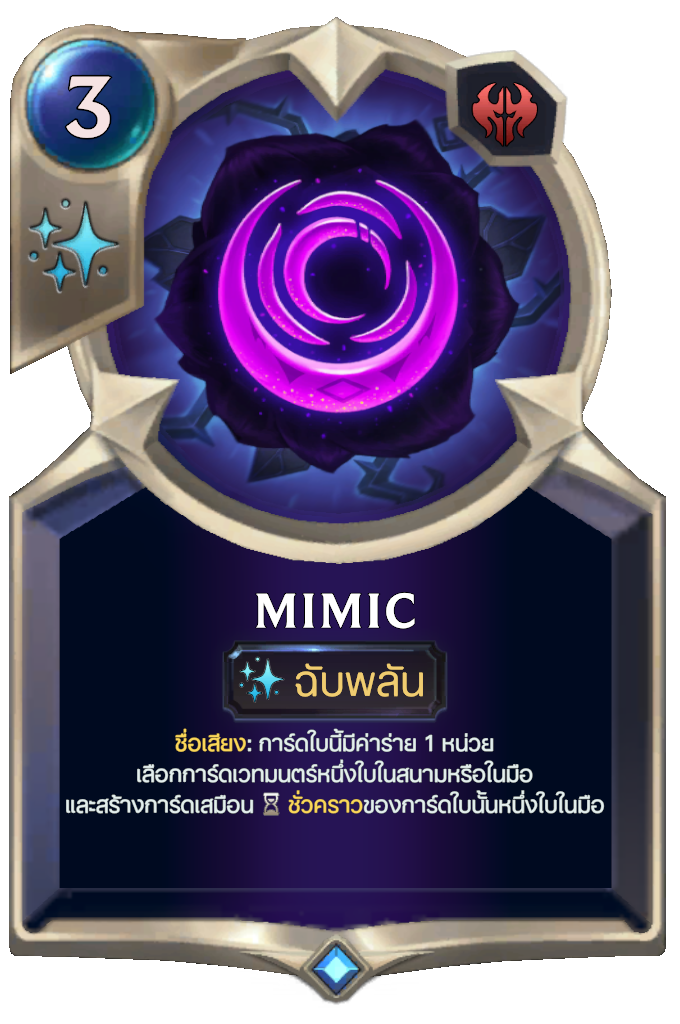 3
MIMIC
ฉับพลัน
ชื่อเสียง: การ์ดใบนี้มีค่าร่าย 1 หน่วย
เลือกการ์ดเวทมนตร์หนึ่งใบในสนามหรือในมือ
และสร้างการ์ดเสมือน ชั่วคราวของการ์ดใบนั้นหนึ่งใบในมือ